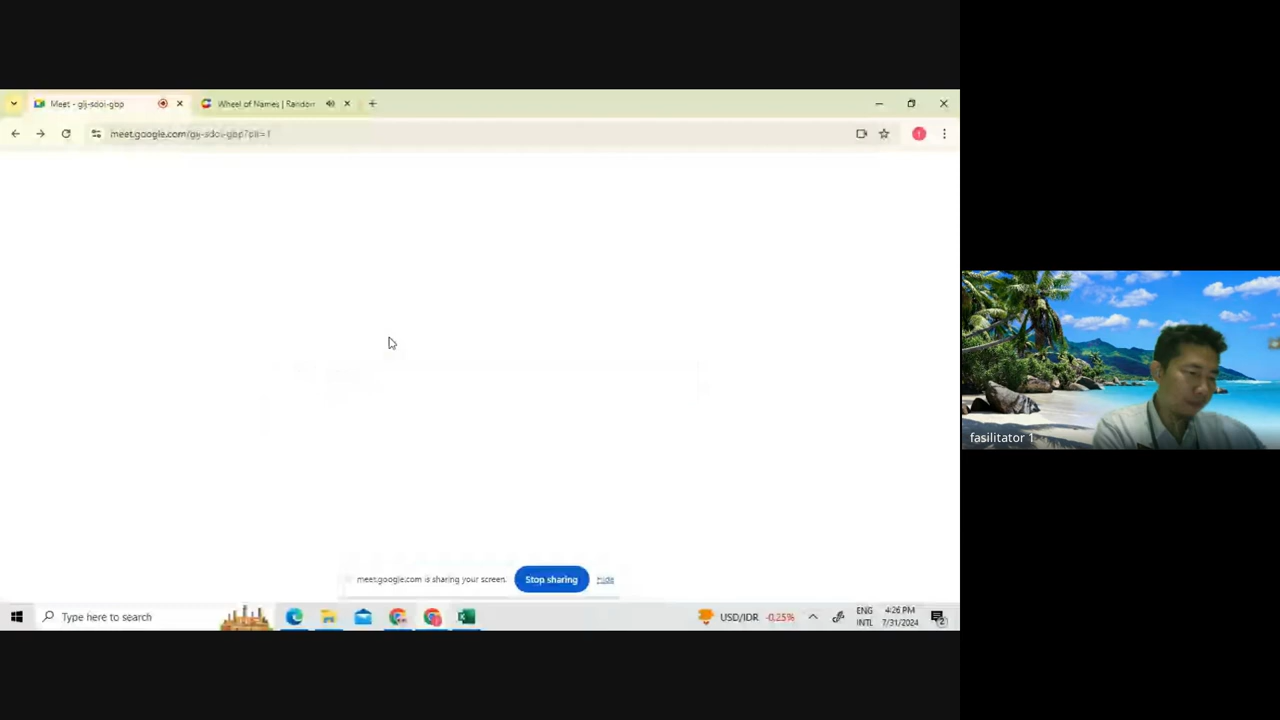 Meet - gij-sdoi-gbp
Wheel of Names | Random
meet.google.com/gij-sdoi-gbp?pli=1
fasilitator 1
meet.google.com is sharing your screen.
Stop sharing
Hide
Type here to search
USD/IDR
-0.25%
ENG
INTL
4:26 PM
7/31/2024
2